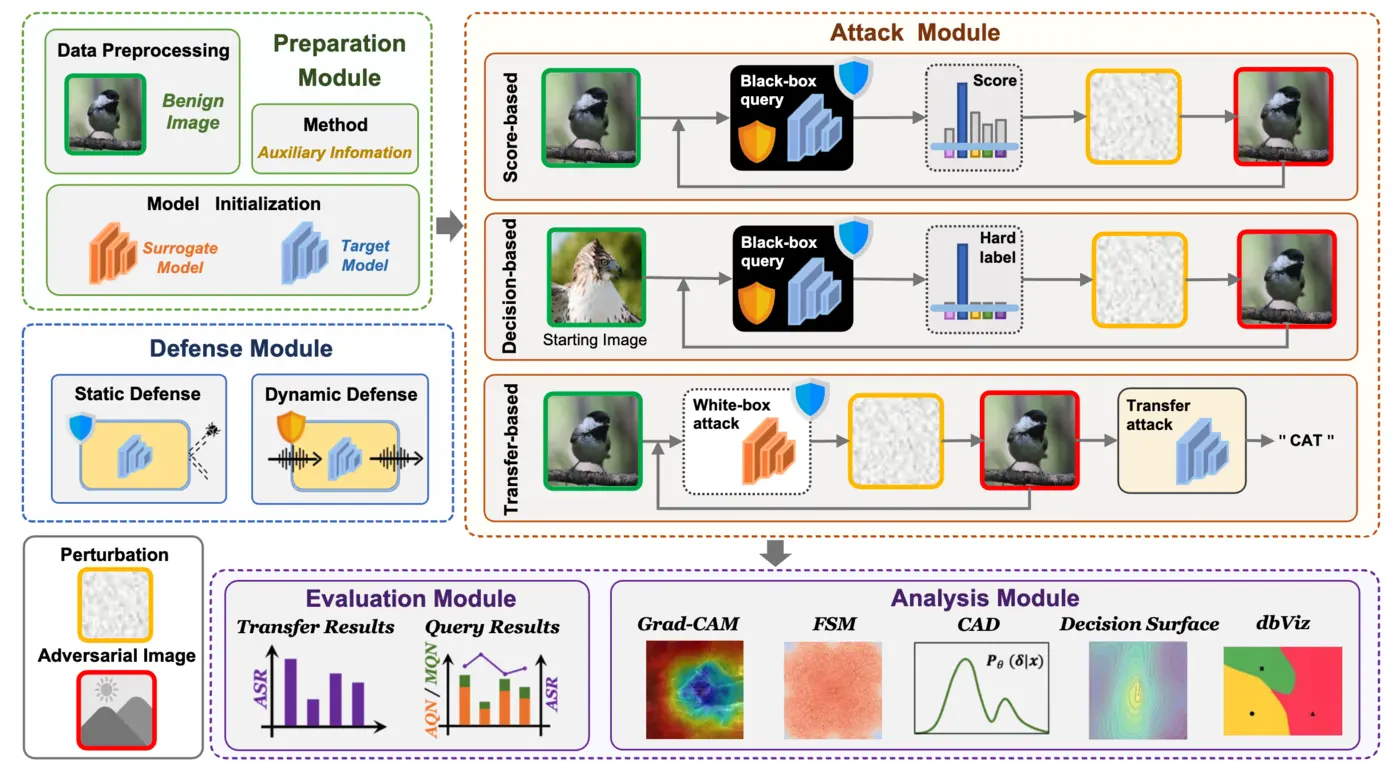 Preparation
Module
Data Preprocessing
Benign
Image
Method
Auxiliary Infomation
Model Initialization
Surrogate
Model
Target
Model
Defense Module
Static Defense
Dynamic Defense
Perturbation
Adversarial Image
Attack Module
Score-based
Black-box
query
Score
Decision-based
Starting Image
Black-box
query
Hard
label
Transfer-based
White-box
attack
Transfer
attack
" CAT "
Evaluation Module
Transfer Results
ASR
Query Results
AQN / MQN
ASR
Analysis Module
Grad-CAM
FSM
CAD
Pθ (δ|x)
Decision Surface
dbViz